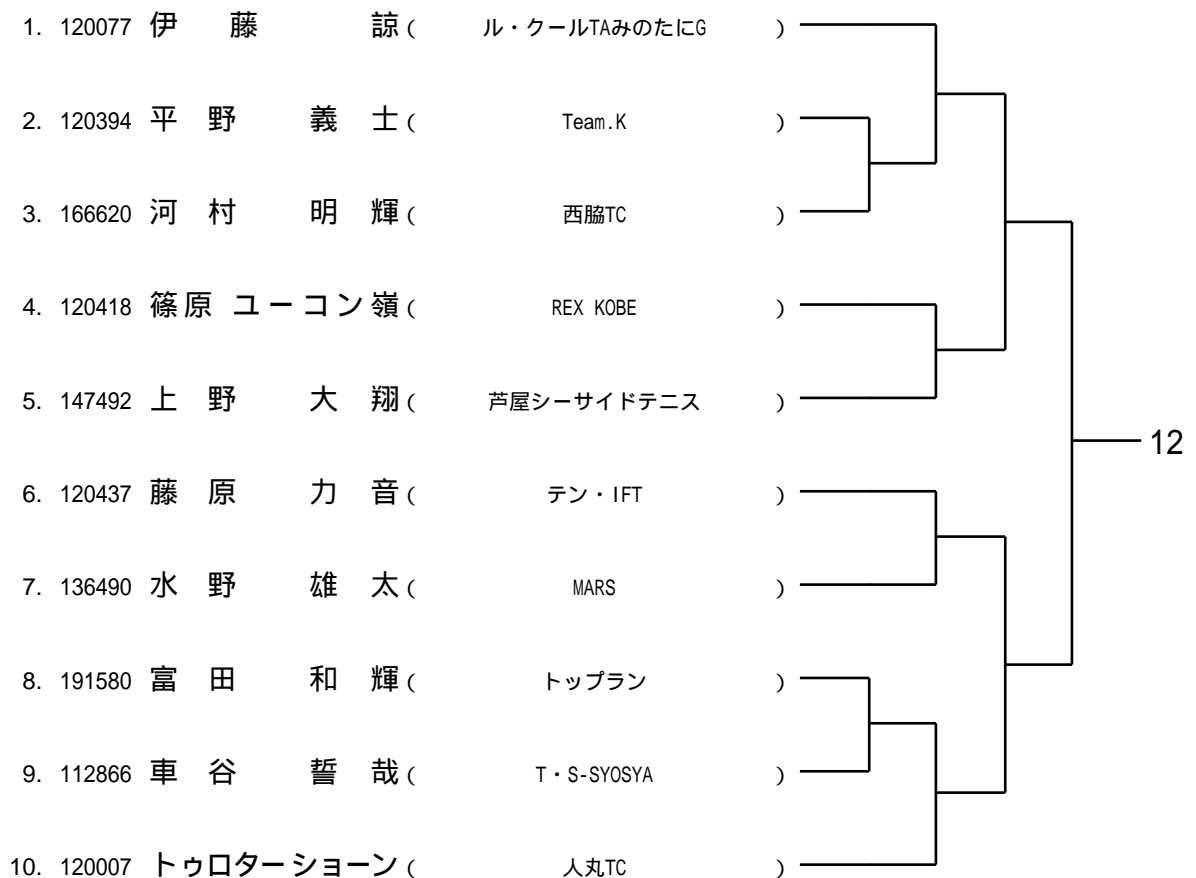 1. 120077 伊 藤 諒 ( ル・クールTAみのたにG )
2. 120394 平 野 義 士 ( Team.K )
3. 166620 河 村 明 輝 ( 西脇TC )
4. 120418 篠原 ユーコン嶺 ( REX KOBE )
5. 147492 上 野 大 翔 ( 芦屋シーサイドテニス )
12
6. 120437 藤 原 力 音 ( テン・IFT )
7. 136490 水 野 雄 太 ( MARS )
8. 191580 富 田 和 輝 ( トップラン )
9. 112866 車 谷 誓 哉 ( T・S-SYOSYA )
10. 120007 トゥロターショーン ( 人丸TC )